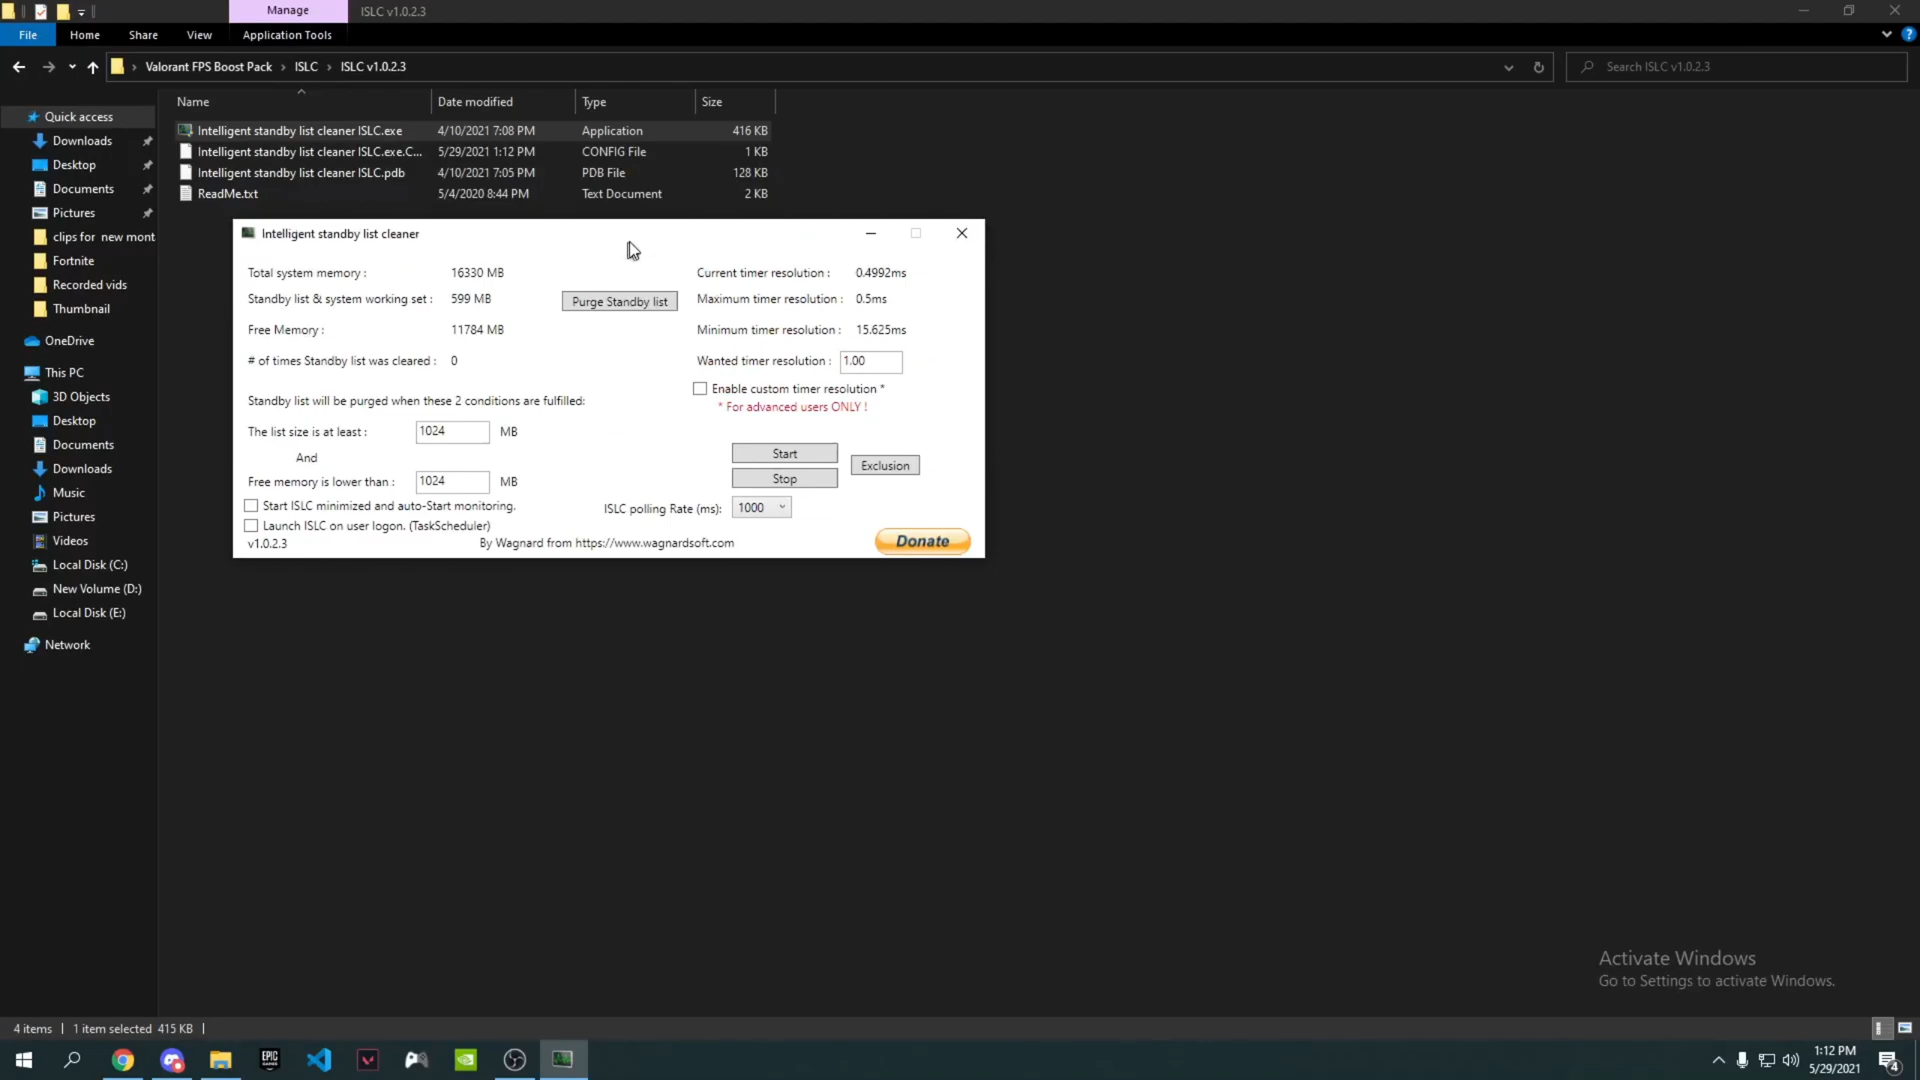 Manage
ISLC v1.0.2.3
File
Home
Share
View
Application Tools
Valorant FPS Boost Pack
ISLC
ISLC v1.0.2.3
Search ISLC v1.0.2.3
Name
Date modified
Type
Size
Intelligent standby list cleaner ISLC.exe 4/10/2021 7:08 PM Application 416 KB
Intelligent standby list cleaner ISLC.exe.C... 5/29/2021 1:12 PM CONFIG File 1 KB
Intelligent standby list cleaner ISLC.pdb 4/10/2021 7:05 PM PDB File 128 KB
ReadMe.txt 5/4/2020 8:44 PM Text Document 2 KB
Quick access
Downloads
Desktop
Documents
Pictures
clips for new mont
Fortnite
Recorded vids
Thumbnail
OneDrive
This PC
3D Objects
Desktop
Documents
Downloads
Music
Pictures
Videos
Local Disk (C:)
New Volume (D:)
Local Disk (E:)
Network
Intelligent standby list cleaner
Total system memory : 16330 MB
Standby list & system working set : 599 MB
Purge Standby list
Free Memory : 11784 MB
# of times Standby list was cleared : 0
Standby list will be purged when these 2 conditions are fulfilled:
The list size is at least : 1024 MB
And
Free memory is lower than : 1024 MB
Start ISLC minimized and auto-Start monitoring.
Launch ISLC on user logon. (TaskScheduler)
v1.0.2.3
By Wagnard from https://www.wagnardsoft.com
Current timer resolution : 0.4992ms
Maximum timer resolution : 0.5ms
Minimum timer resolution : 15.625ms
Wanted timer resolution : 1.00
Enable custom timer resolution *
* For advanced users ONLY !
Start
Stop
Exclusion
ISLC polling Rate (ms): 1000
Donate
Activate Windows
Go to Settings to activate Windows.
4 items
1 item selected 415 KB
EPIC
GAMES
1:12 PM
5/29/2021
4